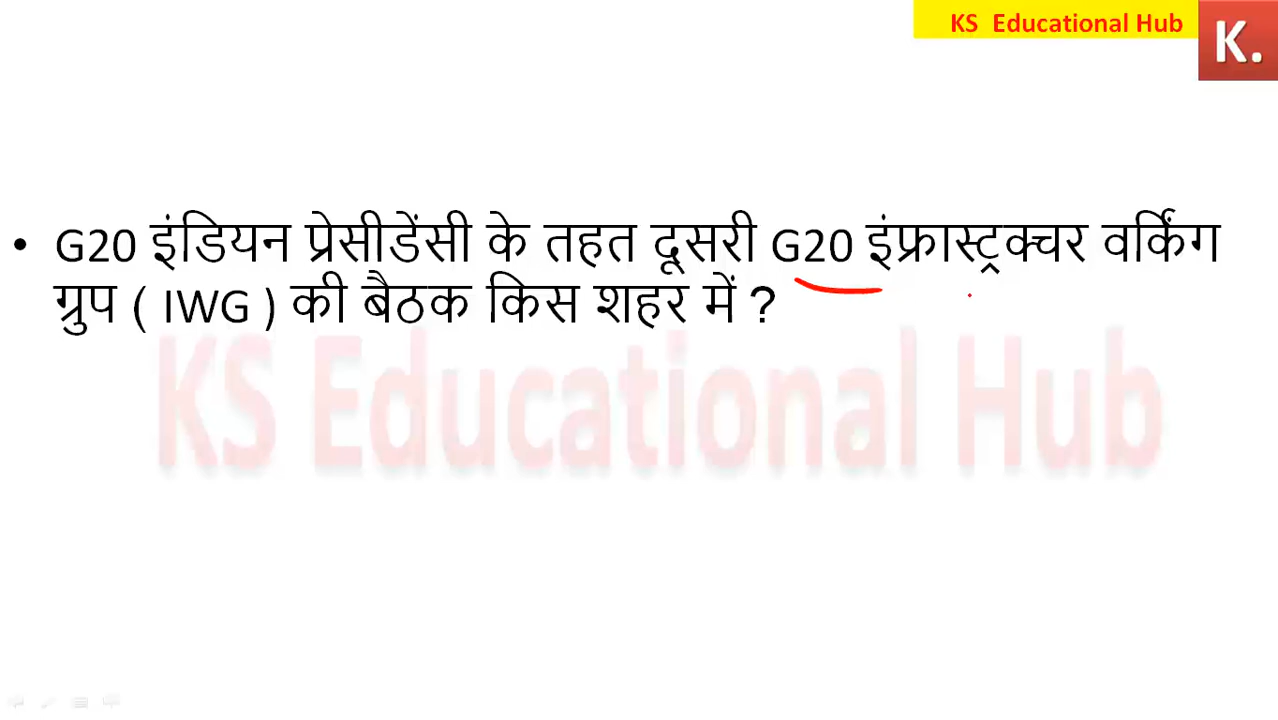 KS Educational Hub
K.
• G20 इंडियन प्रेसीडेंसी के तहत दूसरी G20 इंफ्रास्ट्रक्चर वर्किंग
ग्रुप ( IWG ) की बैठक किस शहर में ?
KS Educational Hub